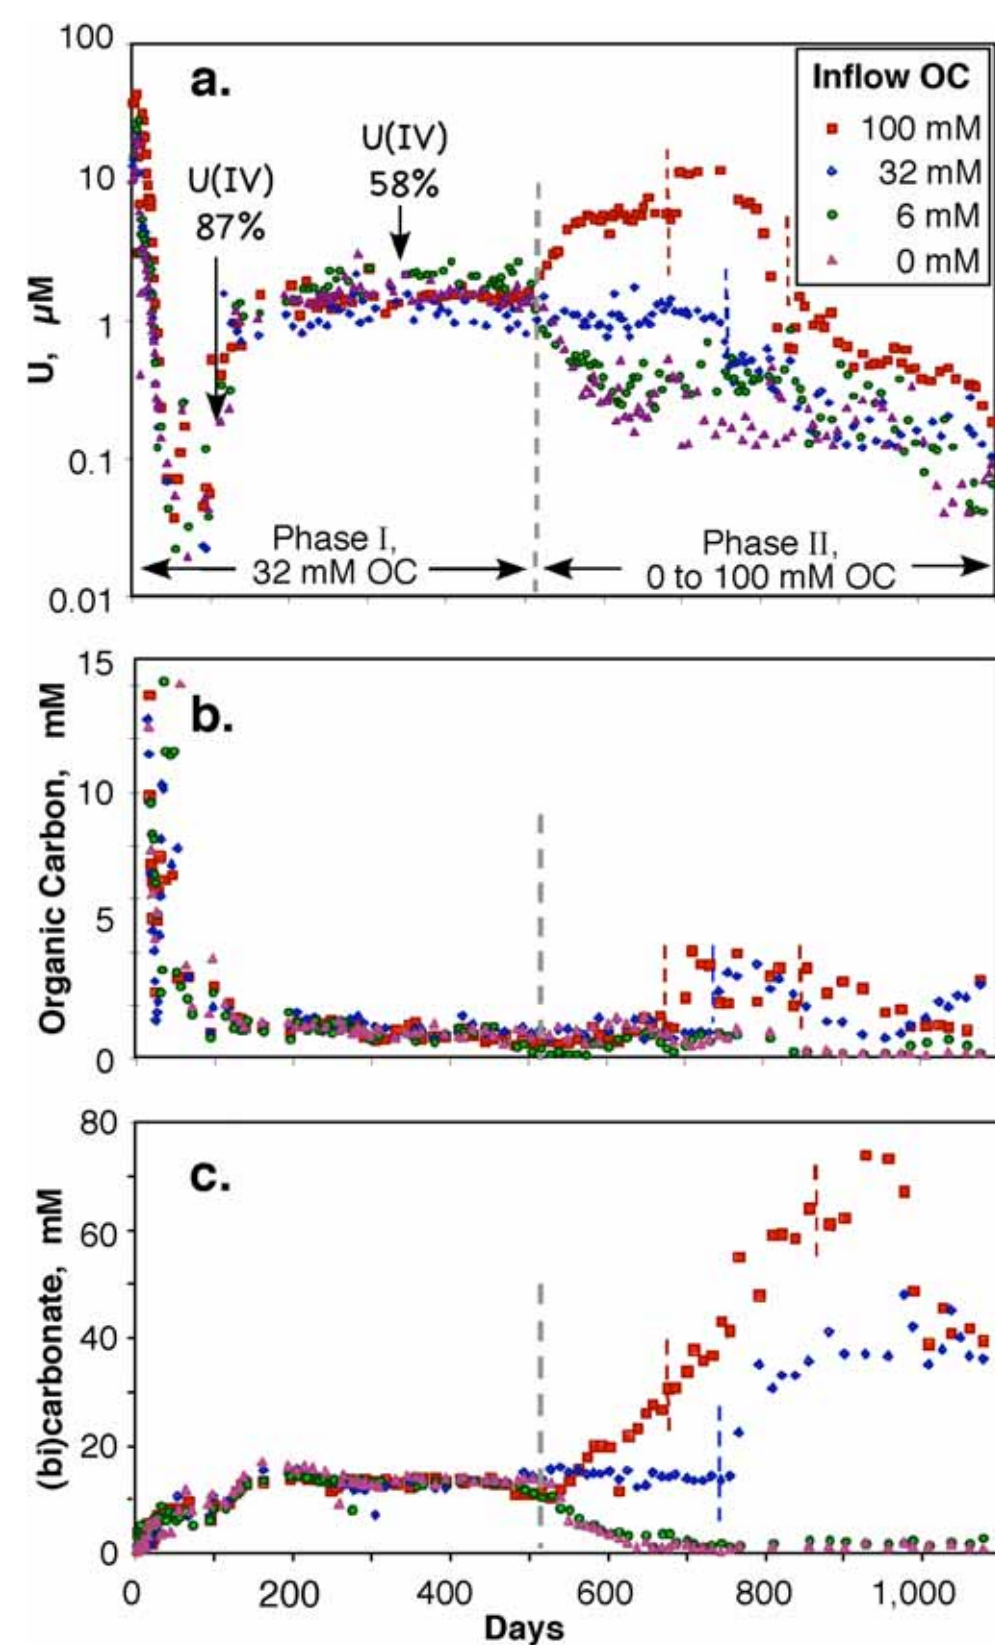 100
10
1
0.1
0.01
U, µM
a.
U(IV)
87%
U(IV)
58%
Inflow OC
100 mM
32 mM
6 mM
0 mM
Phase I,
32 mM OC
Phase II,
0 to 100 mM OC
15
10
5
0
Organic Carbon, mM
b.
80
60
40
20
0
(bi)carbonate, mM
c.
0 200 400 600 800 1,000
Days